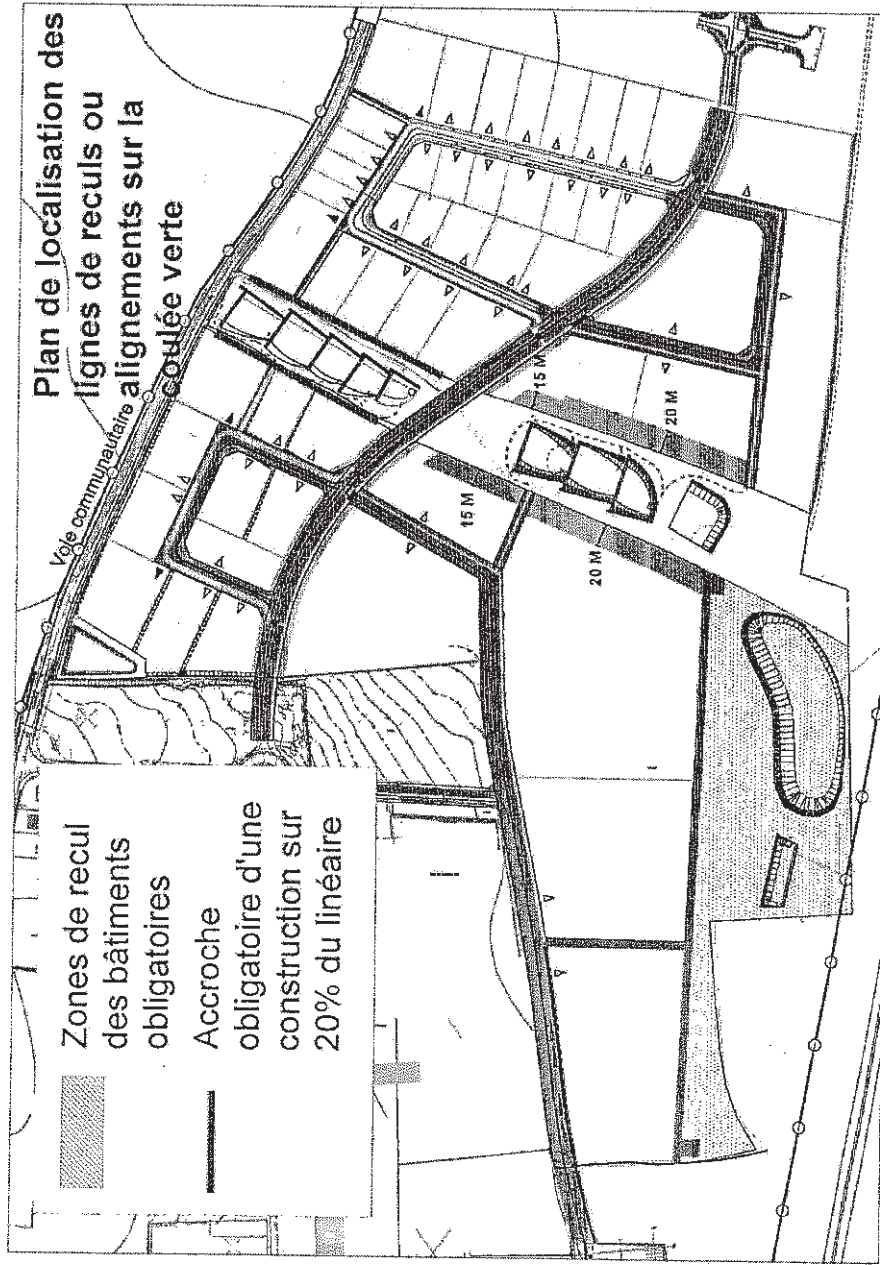 Plan de localisation des
lignes de reculs ou
alignements sur la
coulée verte
Voie communautaire
Zones de recul
des bâtiments
obligatoires
Accroche
obligatoire d'une
construction sur
20% du linéaire
15 M
15 M
20 M
20 M